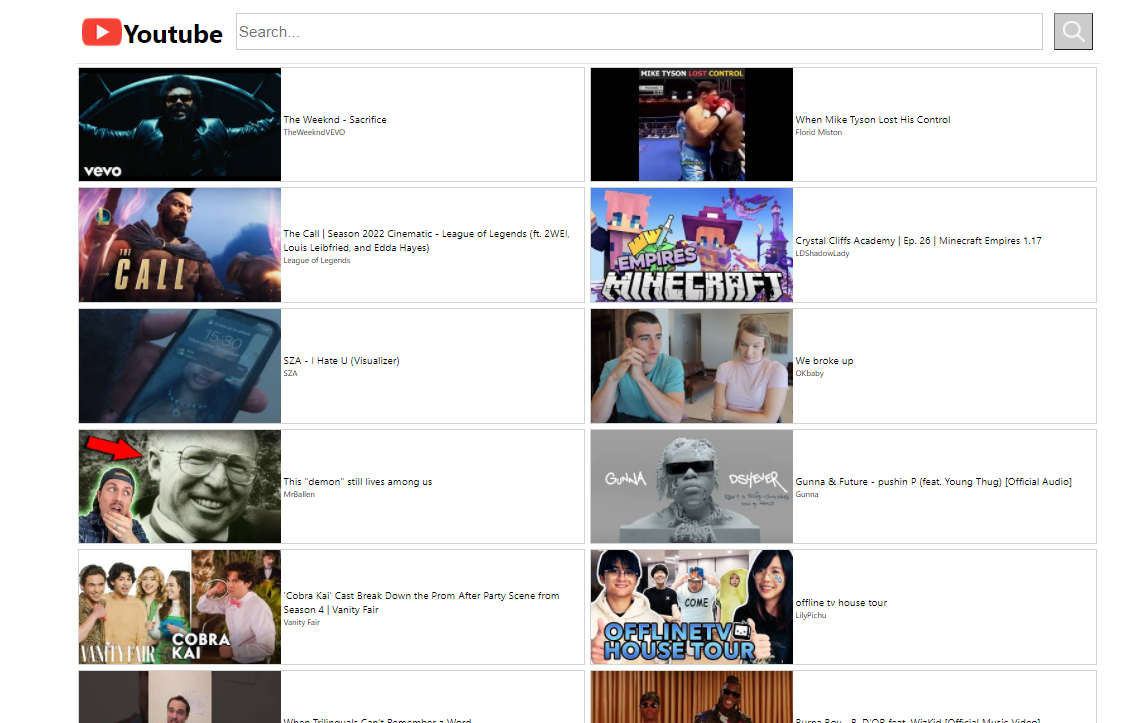 Youtube
Search...
vevo
The Weeknd - Sacrifice
TheWeekndVEVO
MIKE TYSON LOST CONTROL
When Mike Tyson Lost His Control
Florid Miston
THE
CALL
The Call | Season 2022 Cinematic - League of Legends (ft. 2WEI,
Louis Leibfried, and Edda Hayes)
League of Legends
EMPIRES
MINECRAFT
Crystal Cliffs Academy | Ep. 26 | Minecraft Empires 1.17
LDShadowLady
15:30
SZA - I Hate U (Visualizer)
SZA
We broke up
OKbaby
This "demon" still lives among us
MrBallen
GUNNA
DSHEVER
Gunna & Future - pushin P (feat. Young Thug) [Official Audio]
Gunna
VANITY FAIR
COBRA
KAI
'Cobra Kai' Cast Break Down the Prom After Party Scene from
Season 4 | Vanity Fair
Vanity Fair
COME
OFFLINETV
HOUSE TOUR
offline tv house tour
LilyPichu
When Trilinguals Can't Remember a Word
Burna Boy - B. D'OR feat. WizKid [Official Music Video]